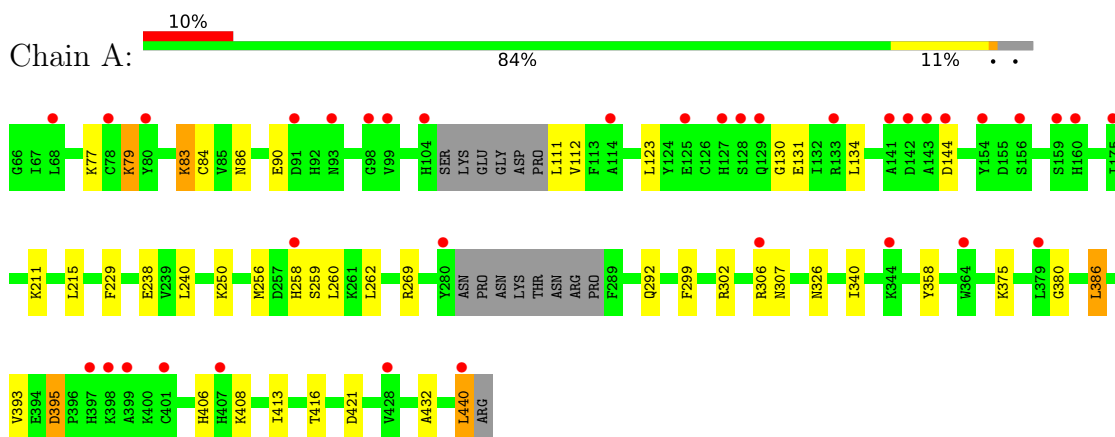 10%
Chain A:
84% 11% • •
G66 I67 L68 K77 C78 K79 Y80 K83 C84 V85 N86 E90 D91 H92 N93 G98 V99 H104 SER LYS GLU GLY ASP PRO L111 V112 F113 A114 L123 Y124 E125 C126 H127 S128 Q129 G130 E131 I132 R133 L134 A141 D142 A143 D144 Y154 D155 S156 S159 H160
K211 L215 F229 E238 V239 L240 K250 M256 D257 H258 S259 L260 K261 L262 R269 Y280 ASN PRO ASN LYS THR ASN ARG PRO F289 Q292 F299 R302 R306 N307 N326 I340 K344 Y358 W364 K375 L379 G380 L386
V393 E394 D395 P396 H397 K398 A399 K400 C401 H406 H407 K408 I413 T416 D421 V428 A432 L440 ARG